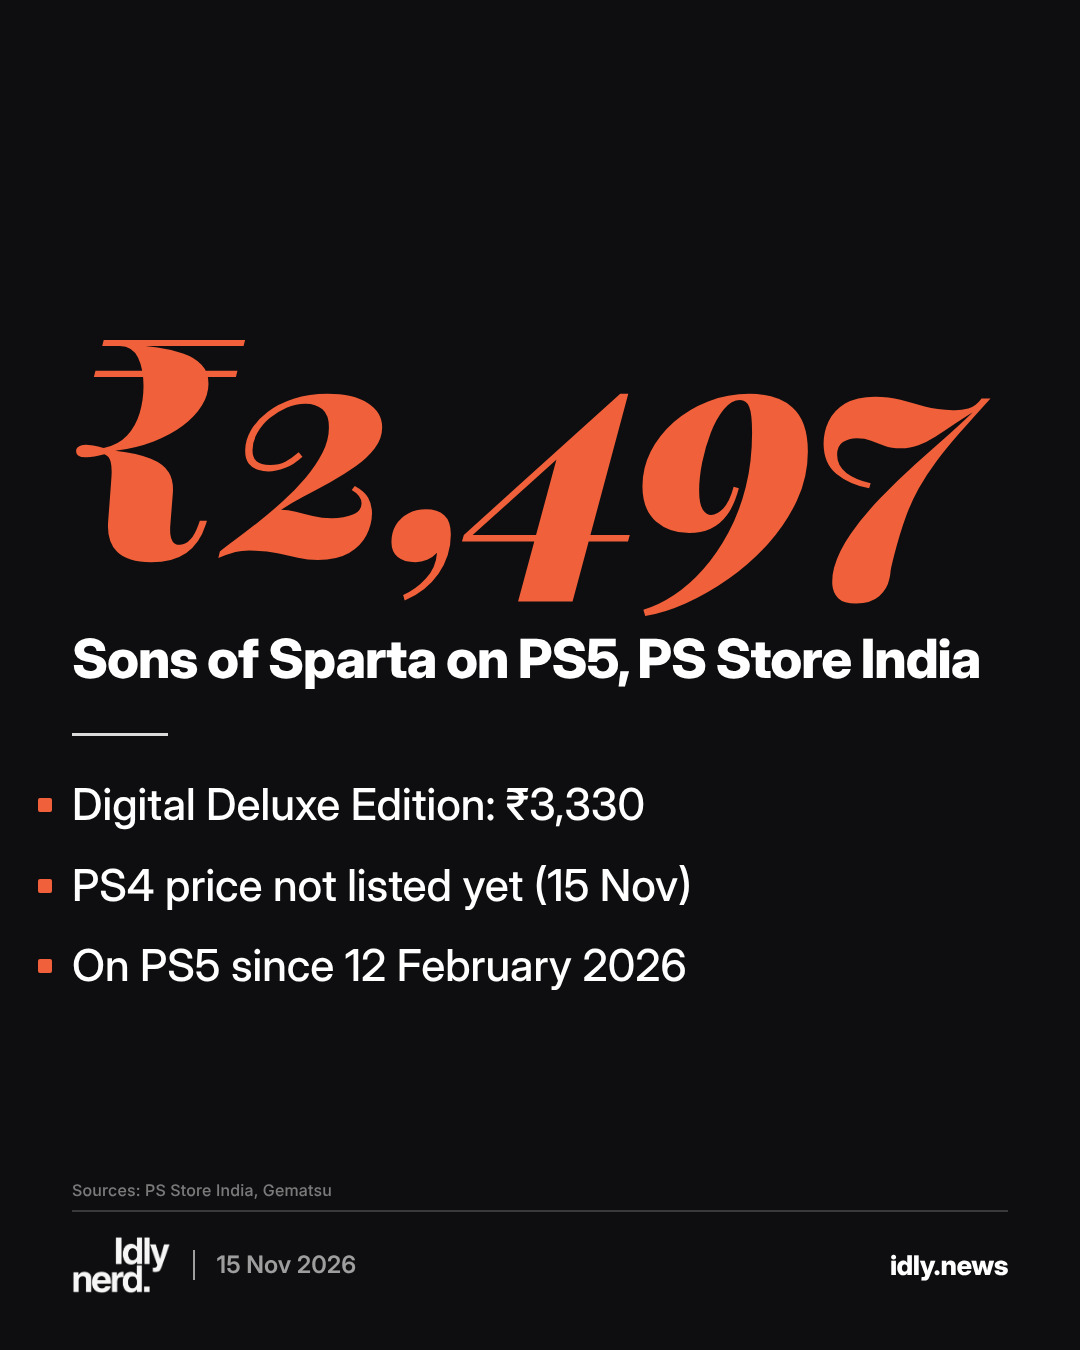 ₹2,497
Sons of Sparta on PS5, PS Store India
Digital Deluxe Edition: ₹3,330
PS4 price not listed yet (15 Nov)
On PS5 since 12 February 2026
Sources: PS Store India, Gematsu
Idly
nerd.
15 Nov 2026
idly.news